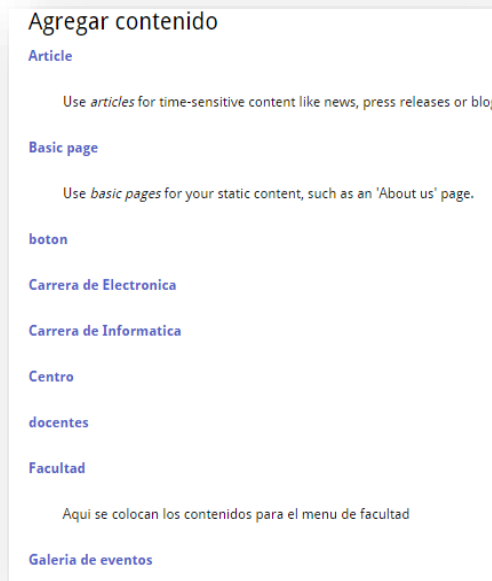 Agregar contenido
Article
Use articles for time-sensitive content like news, press releases or
Basic page
Use basic pages for your static content, such as an 'About us' page.
boton
Carrera de Electronica
Carrera de Informatica
Centro
docentes
Facultad
Aqui se colocan los contenidos para el menu de facultad
Galeria de eventos